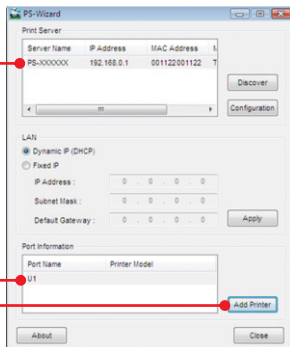 PS-Wizard
Print Server
Server Name IP Address MAC Address
PS-XXXXXX 192.168.0.1 001122001122 T
Discover
Configuration
LAN
Dynamic IP (DHCP)
Fixed IP
IP Address : 0 . 0 . 0 . 0
Subnet Mask : 0 . 0 . 0 . 0
Default Gateway : 0 . 0 . 0 . 0
Apply
Port Information
Port Name Printer Model
U1
Add Printer
About Close